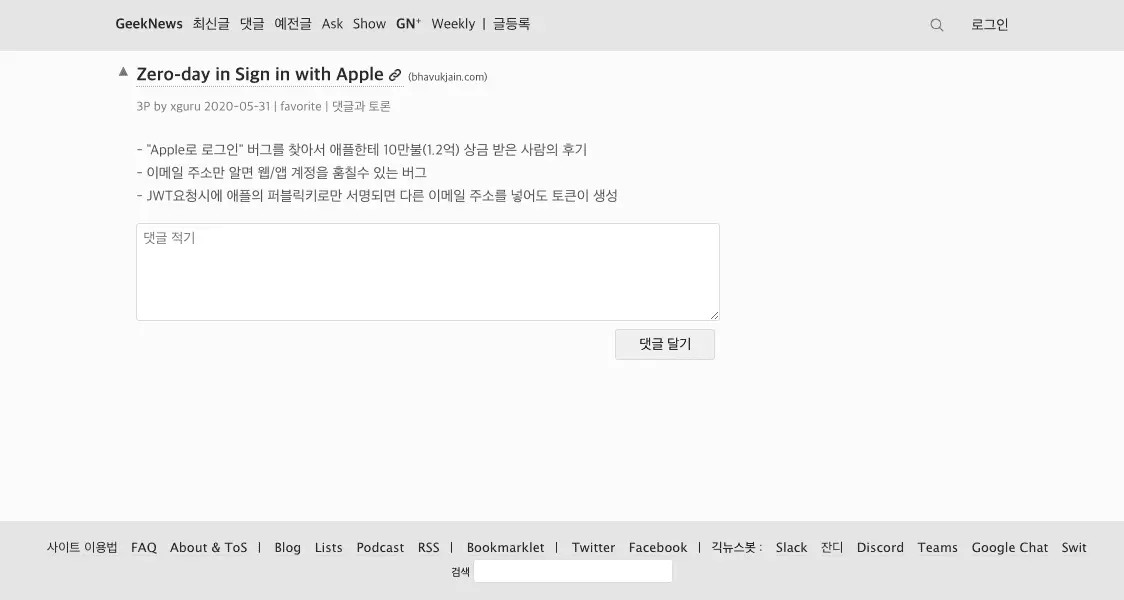 GeekNews 최신글 댓글 예전글 Ask Show GN⁺ Weekly | 글등록 로그인
▲ Zero-day in Sign in with Apple (bhavukjain.com)
3P by xguru 2020-05-31 | favorite | 댓글과 토론
- "Apple로 로그인" 버그를 찾아서 애플한테 10만불(1.2억) 상금 받은 사람의 후기
- 이메일 주소만 알면 웹/앱 계정을 훔칠수 있는 버그
- JWT요청시에 애플의 퍼블릭키로만 서명되면 다른 이메일 주소를 넣어도 토큰이 생성
댓글 적기
댓글 달기
사이트 이용법 FAQ About & ToS | Blog Lists Podcast RSS | Bookmarklet | Twitter Facebook | 긱뉴스봇 : Slack 잔디 Discord Teams Google Chat Swit
검색